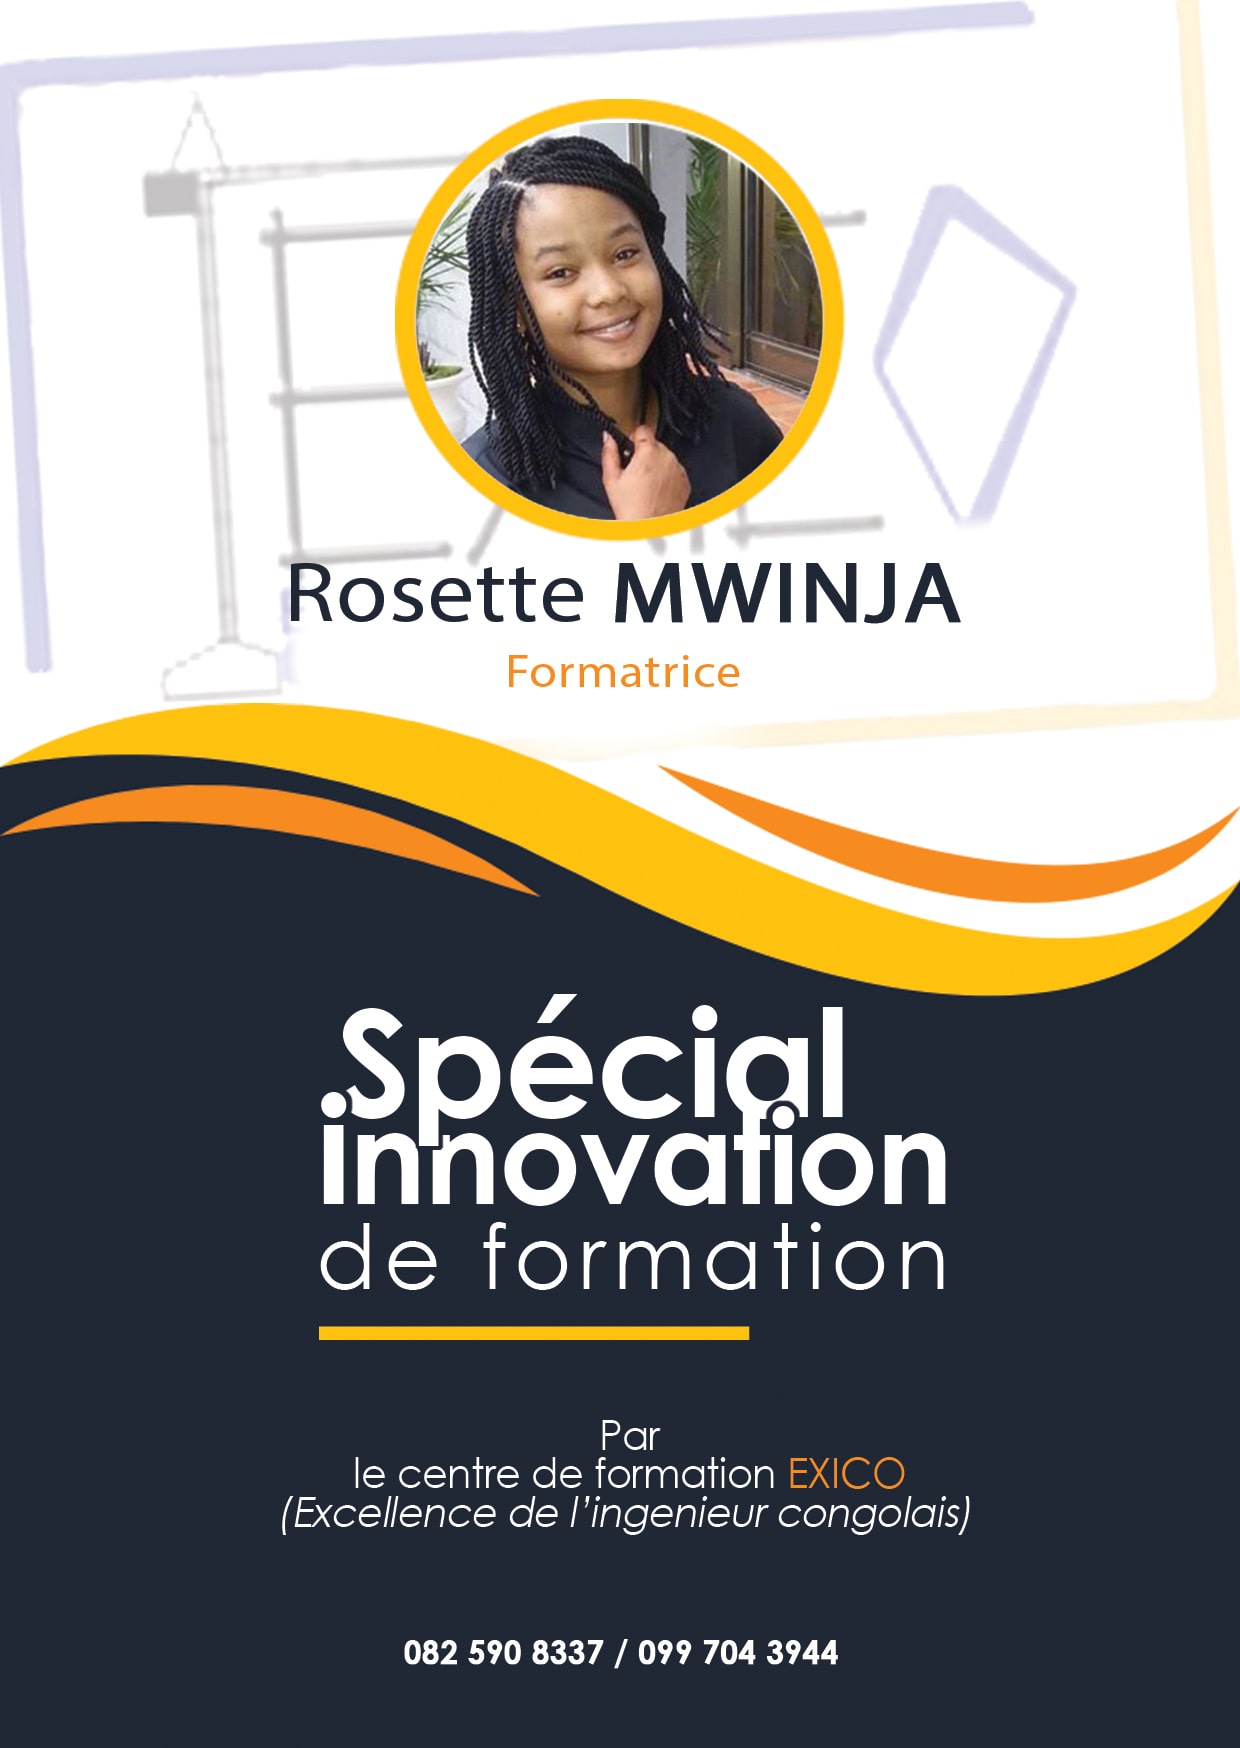 Rosette MWINJA
Formatrice
Spécial
innovation
de formation
Par
le centre de formation EXICO
(Excellence de l'ingenieur congolais)
082 590 8337 / 099 704 3944